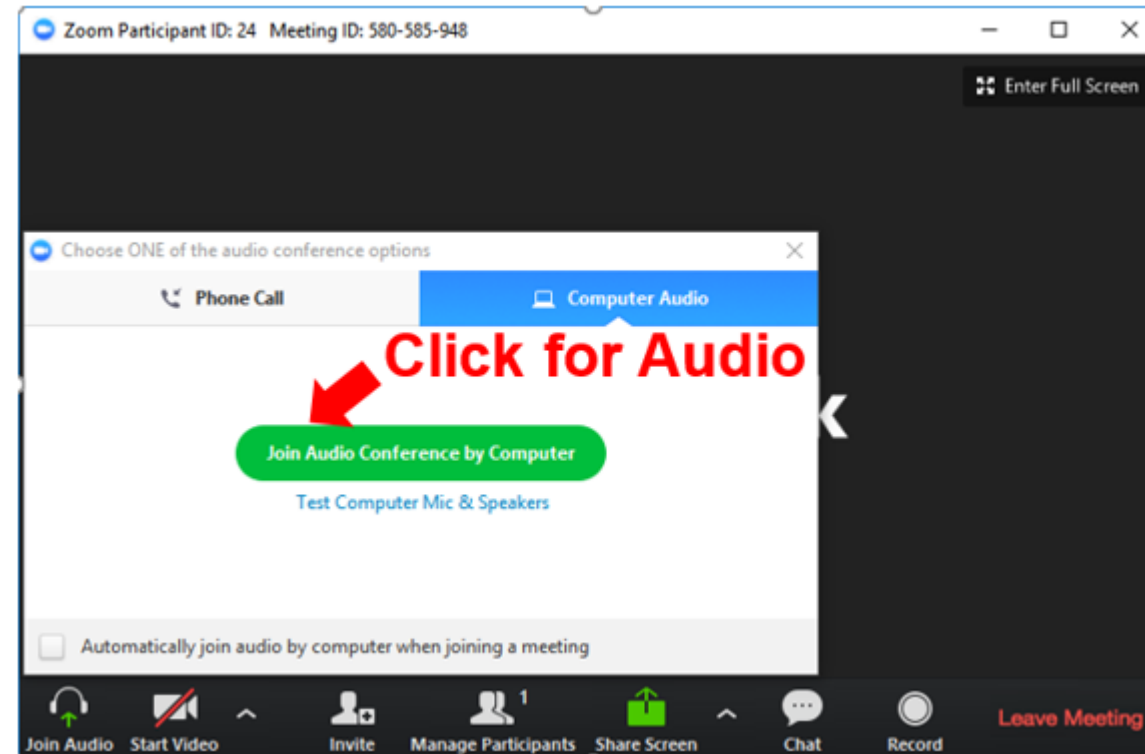 Zoom Participant ID: 24 Meeting ID: 580-585-948
Enter Full Screen
Choose ONE of the audio conference options
Phone Call
Computer Audio
Click for Audio
Join Audio Conference by Computer
Test Computer Mic & Speakers
Automatically join audio by computer when joining a meeting
1
Join Audio Start Video Invite Manage Participants Share Screen Chat Record Leave Meeting